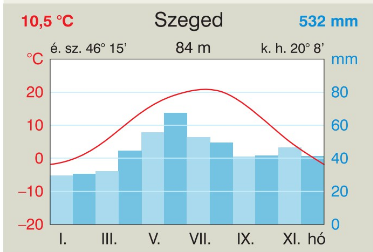 10,5 °C Szeged 532 mm
é. sz. 46° 15' 84 m k. h. 20° 8'
°C mm
20 80
10 60
0 40
−10 20
−20 0
I. III. V. VII. IX. XI. hó